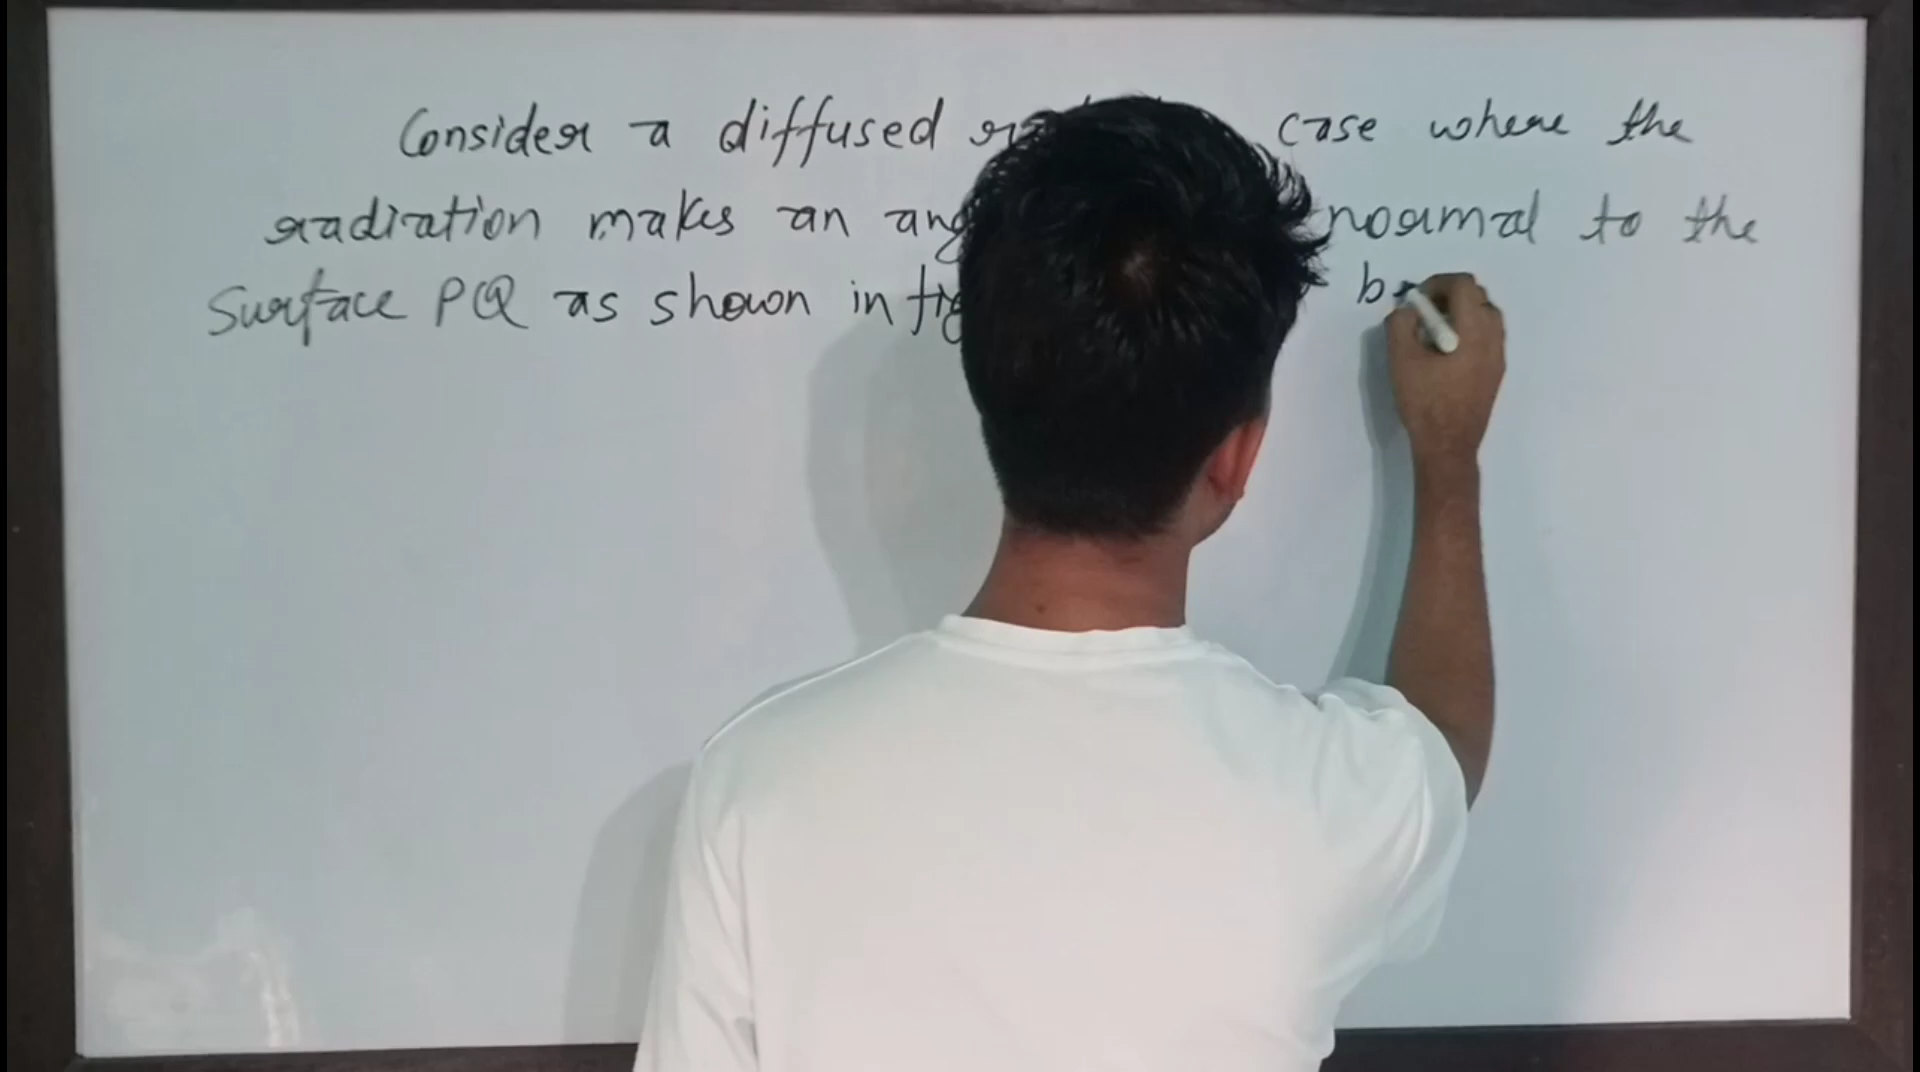 Consider a diffused case where the
radiation makes an normal to the
surface PQ as shown in